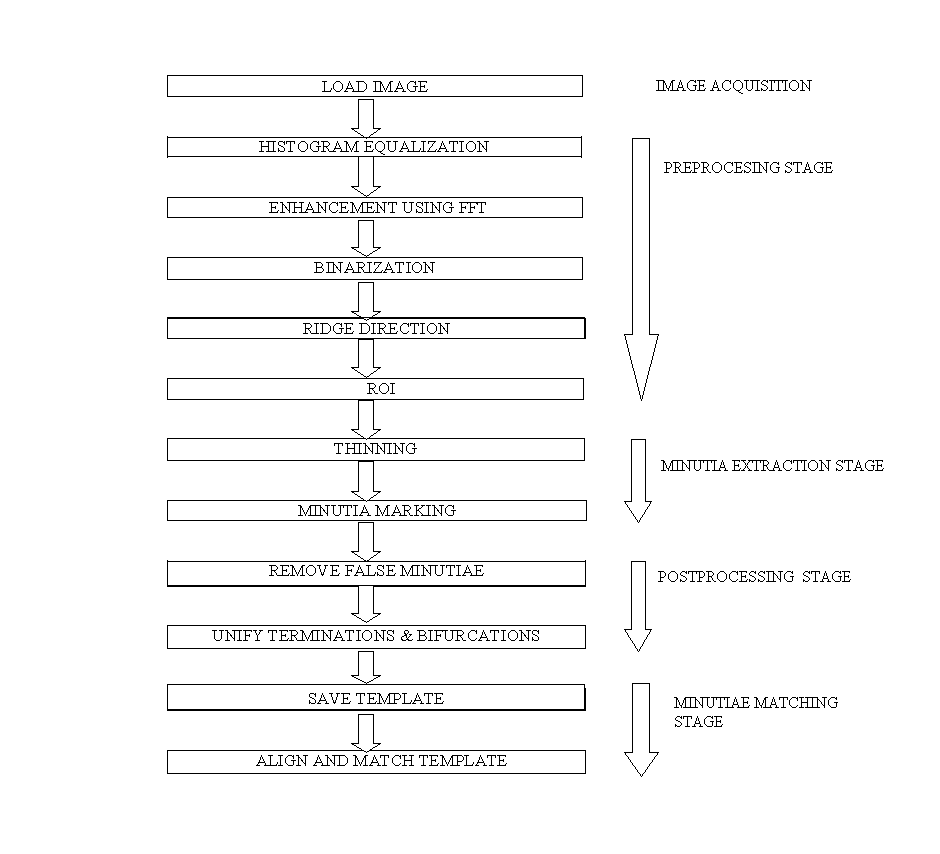 LOAD IMAGE
IMAGE ACQUISITION
HISTOGRAM EQUALIZATION
PREPROCESING STAGE
ENHANCEMENT USING FFT
BINARIZATION
RIDGE DIRECTION
ROI
THINNING
MINUTIA EXTRACTION STAGE
MINUTIA MARKING
REMOVE FALSE MINUTIAE
POSTPROCESSING STAGE
UNIFY TERMINATIONS & BIFURCATIONS
SAVE TEMPLATE
MINUTIAE MATCHING
STAGE
ALIGN AND MATCH TEMPLATE